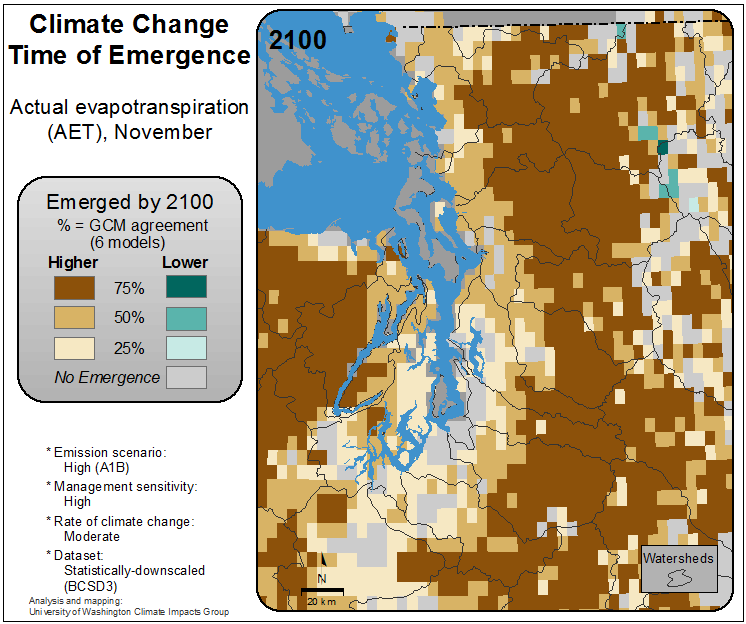 Climate Change
Time of Emergence
Actual evapotranspiration
(AET), November
Emerged by 2100
% = GCM agreement
(6 models)
Higher Lower
75%
50%
25%
No Emergence
* Emission scenario:
High (A1B)
* Management sensitivity:
High
* Rate of climate change:
Moderate
* Dataset:
Statistically-downscaled
(BCSD3)
Analysis and mapping:
University of Washington Climate Impacts Group
2100
N
20 km
Watersheds